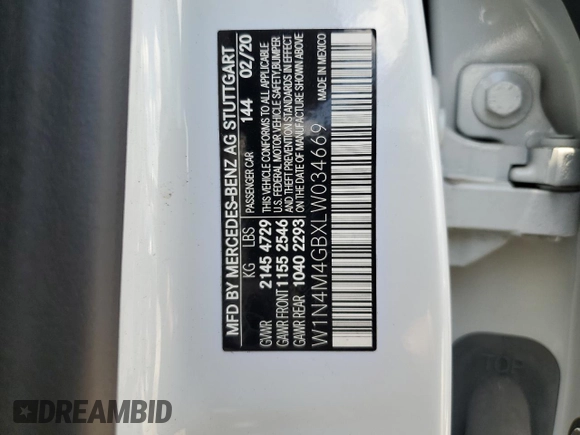 MFD BY MERCEDES-BENZ AG STUTTGART
KG LBS PASSENGER CAR 144 02/20
GVWR 2145 4729 THIS VEHICLE CONFORMS TO ALL APPLICABLE
GAWR FRONT 1155 2546 U.S. FEDERAL MOTOR VEHICLE SAFETY, BUMPER
GAWR REAR 1040 2293 AND THEFT PREVENTION STANDARDS IN EFFECT
ON THE DATE OF MANUFACTURE SHOWN ABOVE
W1N4M4GBXLW034669 MADE IN MEXICO
DREAMBID